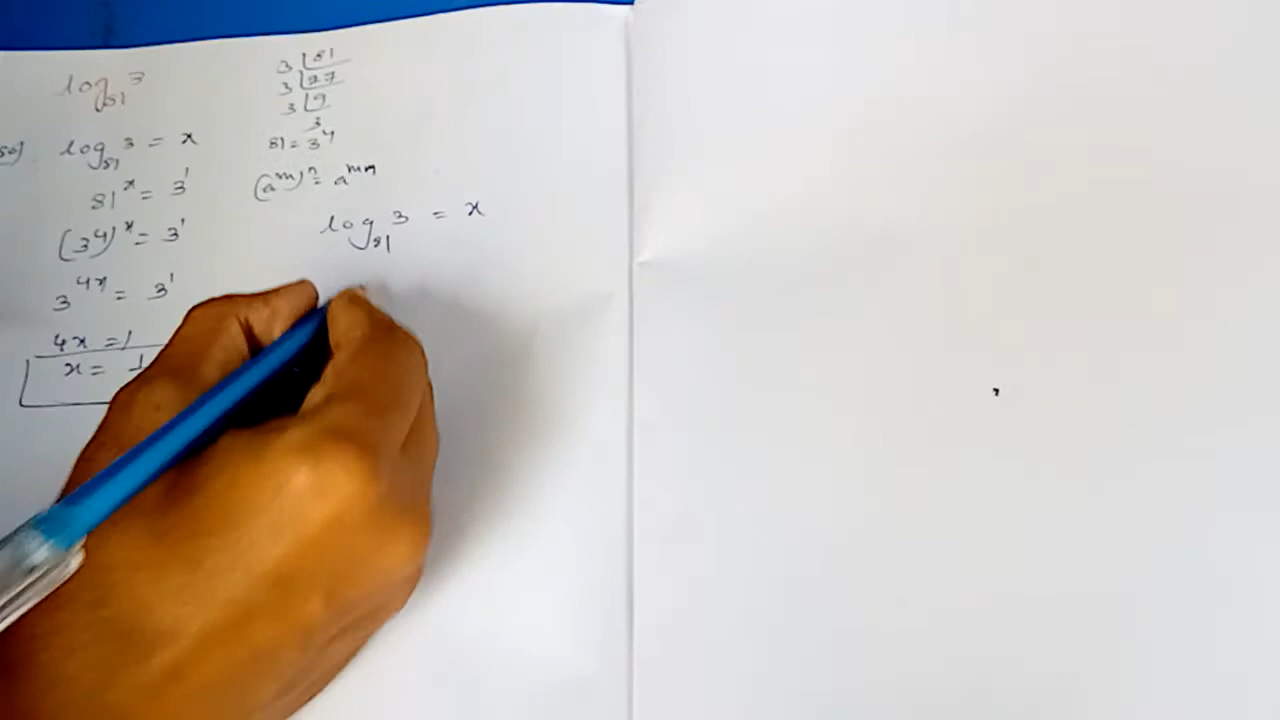 log₈₁ 3
sol log₈₁ 3 = x
81ˣ = 3¹
(3⁴)ˣ = 3¹
3⁴ˣ = 3¹
4x = 1
x = 1
3 | 81
3 | 27
3 | 9
3
81 = 3⁴
(aᵐ)ⁿ = aᵐⁿ
log₈₁ 3 = x